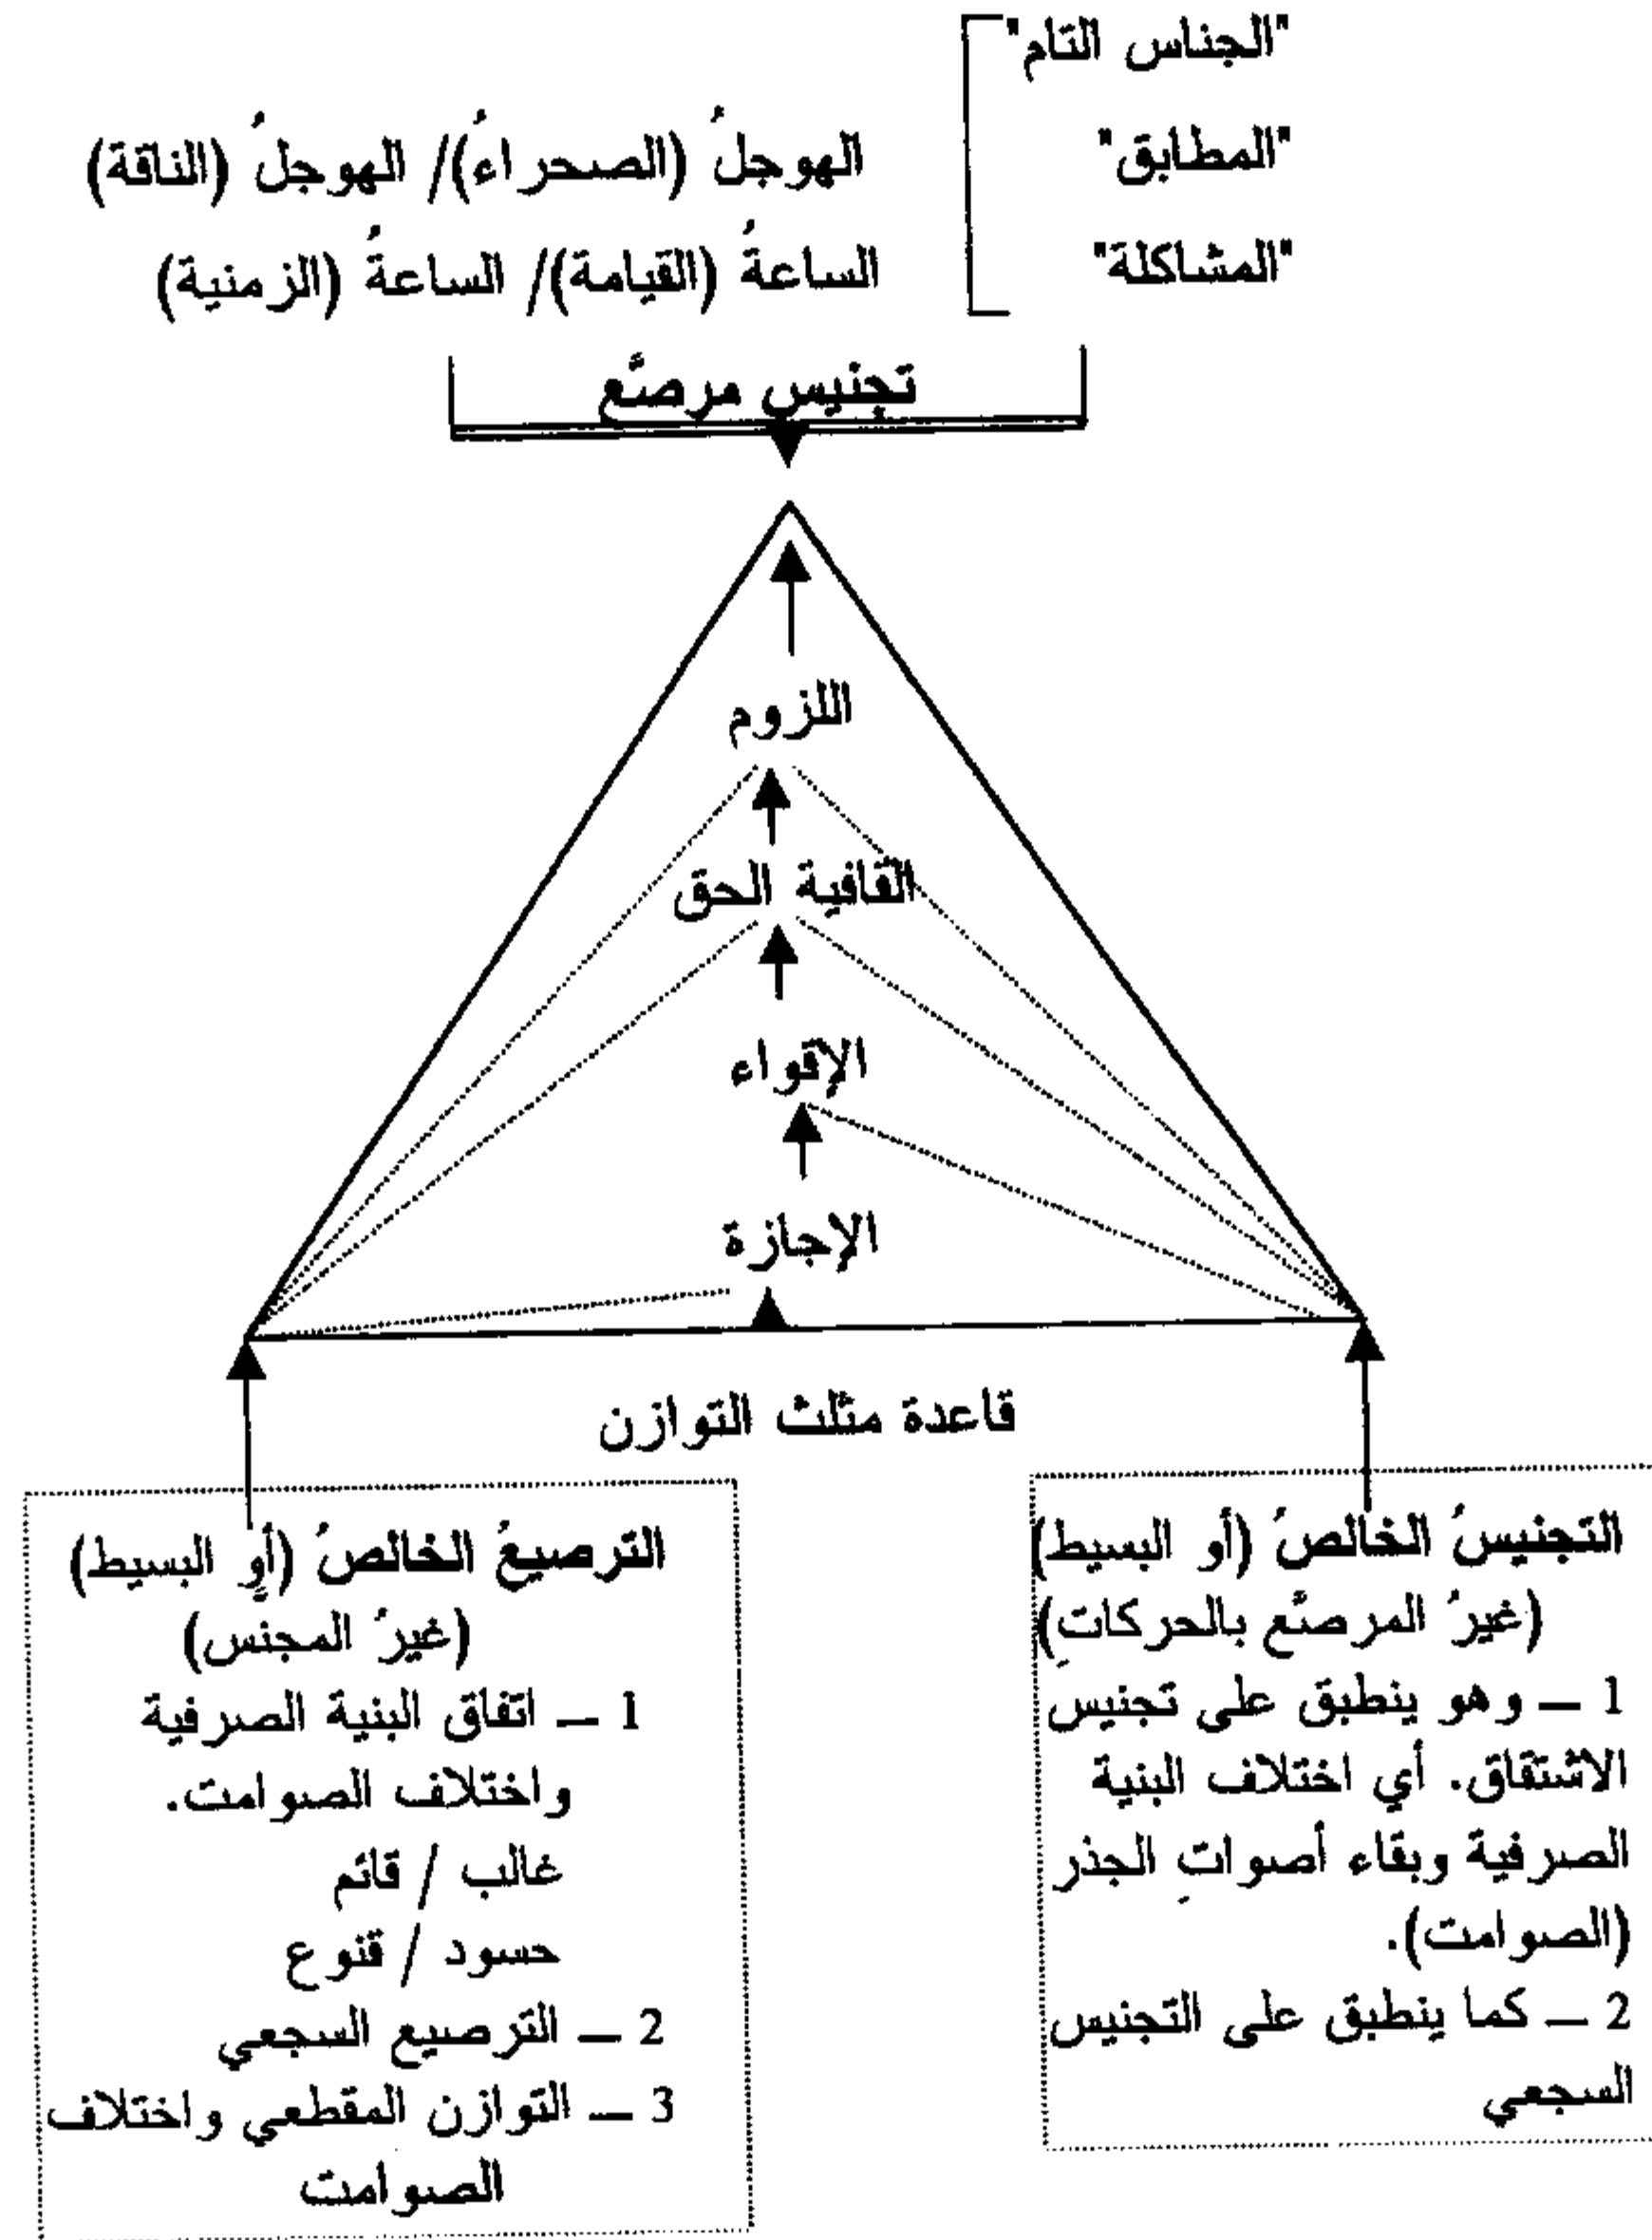 "الجناس التام"
"المطابق"
الهوجلُ (الصحراءُ)/ الهوجلُ (الناقة)
"المشاكلة"
الساعةُ (القيامة)/ الساعةُ (الزمنية)
تجنيس مرصَّع
اللزوم
القافية الحق
الإقواء
الإجازة
قاعدة مثلث التوازن
التجنيسُ الخالصُ (أو البسيط)
(غيرُ المرصَّع بالحركاتِ)
1 – وهو ينطبق على تجنيس
الاشتقاق. أي اختلاف البنية
الصرفية وبقاء أصواتِ الجذر
(الصوامت).
2 – كما ينطبق على التجنيس
السجعي
الترصيعُ الخالصُ (أو البسيط)
(غيرُ المجنَّس)
1 – اتفاق البنية الصرفية
واختلاف الصوامت.
غالب / قائم
حسود / قنوع
2 – الترصيع السجعي
3 – التوازن المقطعي واختلاف
الصوامت